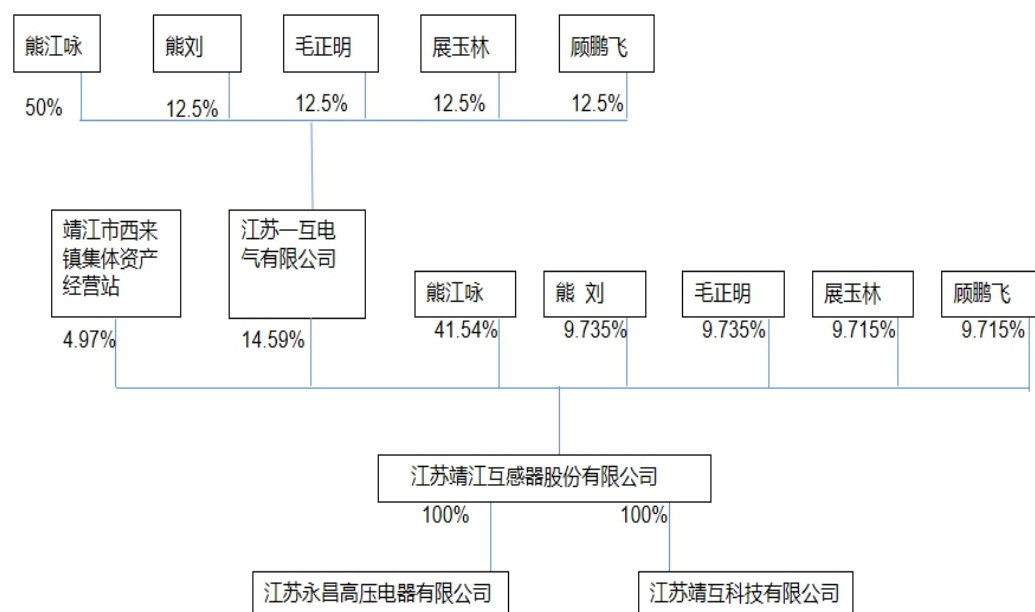 熊江咏
熊刘
毛正明
展玉林
顾鹏飞
50%
12.5%
12.5%
12.5%
12.5%
靖江市西来
镇集体资产
经营站
江苏一互电
气有限公司
熊江咏
熊 刘
毛正明
展玉林
顾鹏飞
4.97%
14.59%
41.54%
9.735%
9.735%
9.715%
9.715%
江苏靖江互感器股份有限公司
100%
100%
江苏永昌高压电器有限公司
江苏靖互科技有限公司